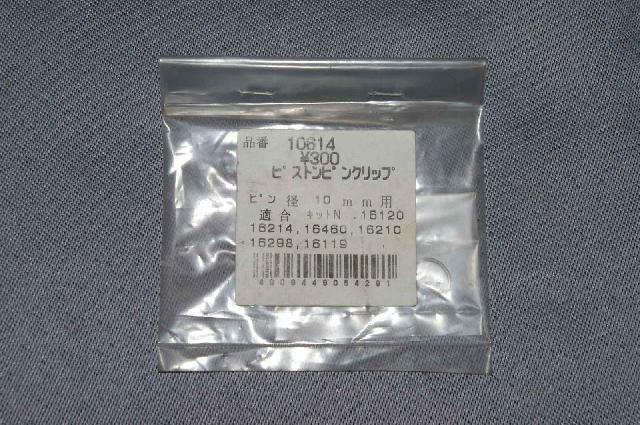 品番 10614
¥300
ピストンピンクリップ
ピン 径 10mm用
適合 キットN .16120
16214,16460,16210
16298,16119 ,
4909449054291